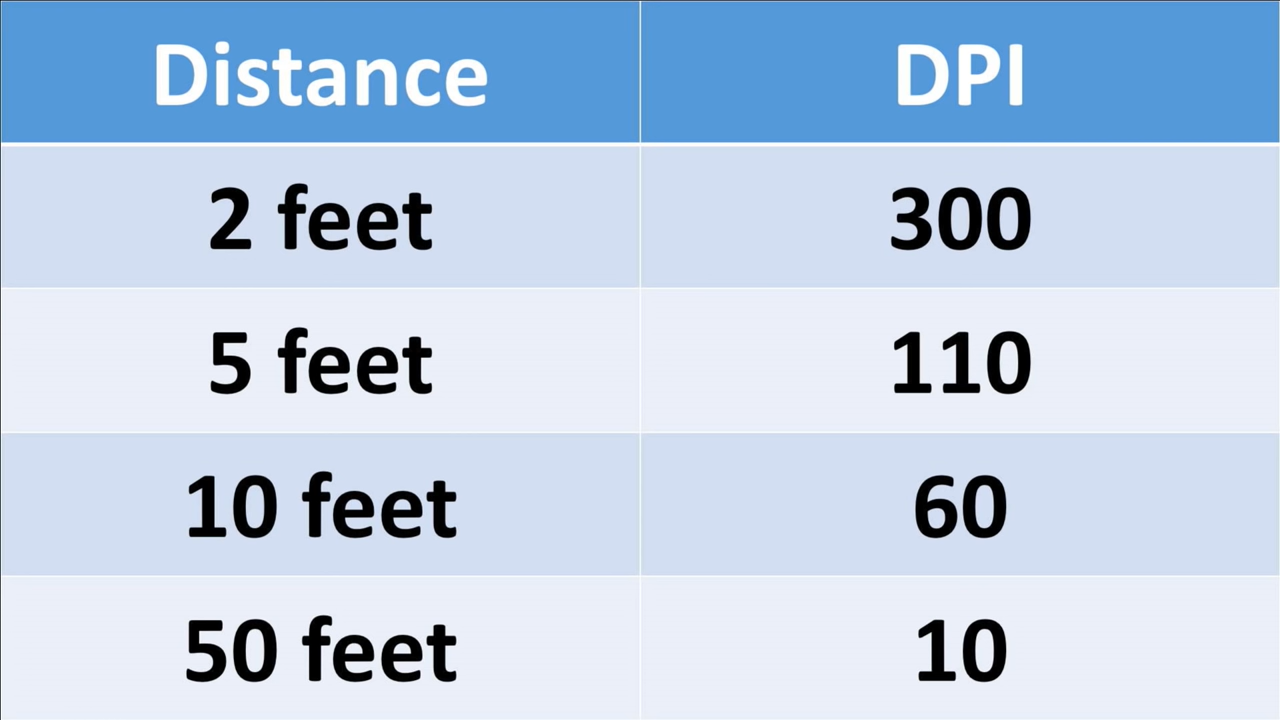 Distance DPI
2 feet 300
5 feet 110
10 feet 60
50 feet 10